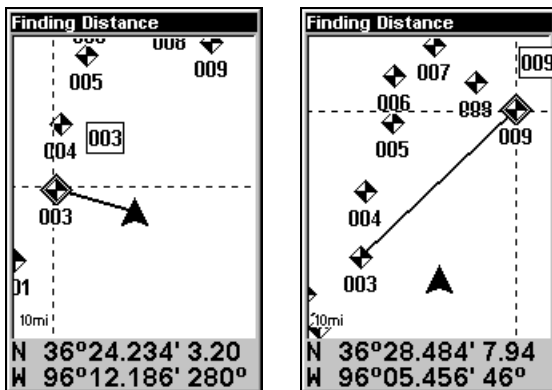 Finding Distance
008 009
005
004 003
003
01
10mi
N 36°24.234' 3.20
W 96°12.186' 280°
Finding Distance
007 009
006
005 009
004
003
10mi
N 36°28.484' 7.94
W 96°05.456' 46°